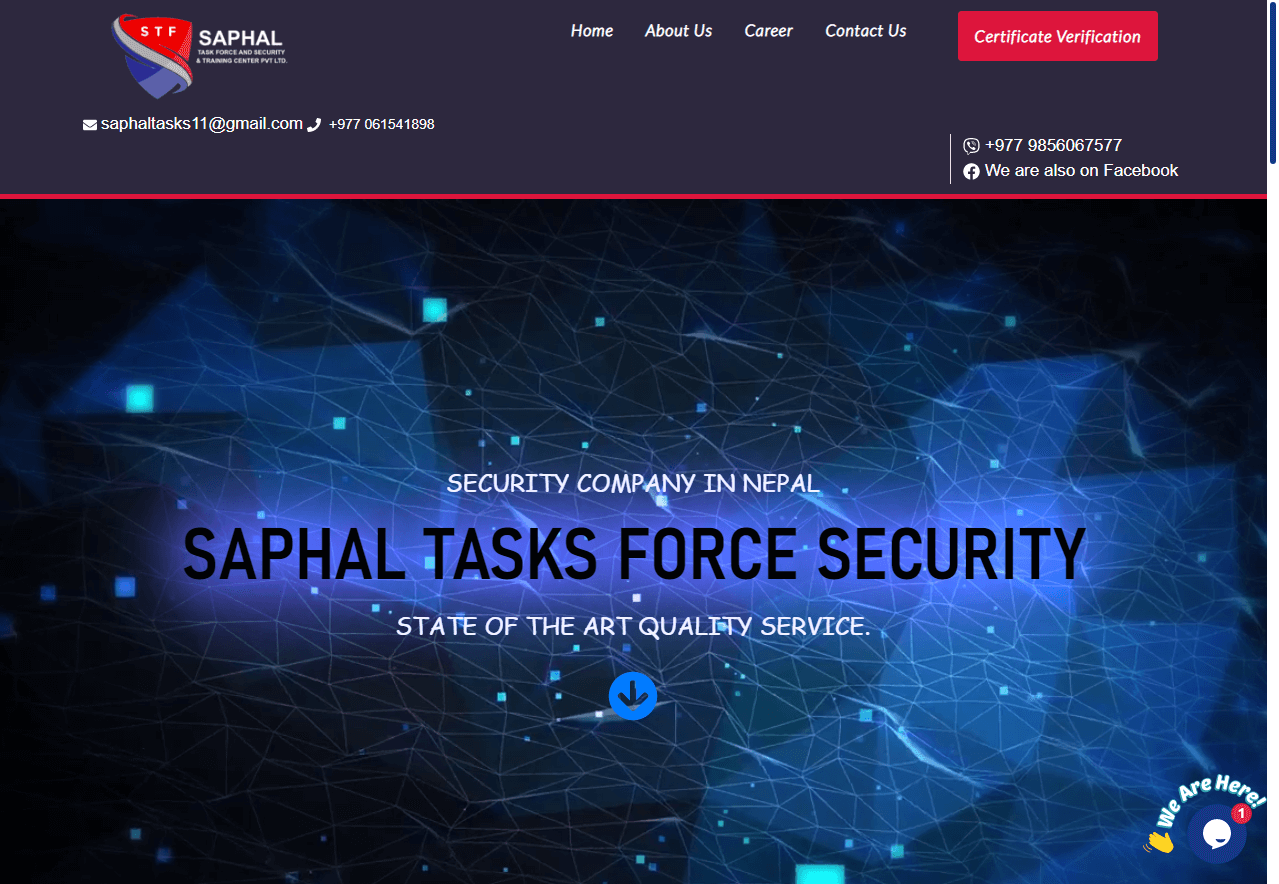 STF
SAPHAL
TASK FORCE AND SECURITY
& TRAINING CENTER PVT LTD.
Home
About Us
Career
Contact Us
Certificate Verification
saphaltasks11@gmail.com +977 061541898
+977 9856067577
We are also on Facebook
SECURITY COMPANY IN NEPAL
SAPHAL TASKS FORCE SECURITY
STATE OF THE ART QUALITY SERVICE.
We Are Here!
1